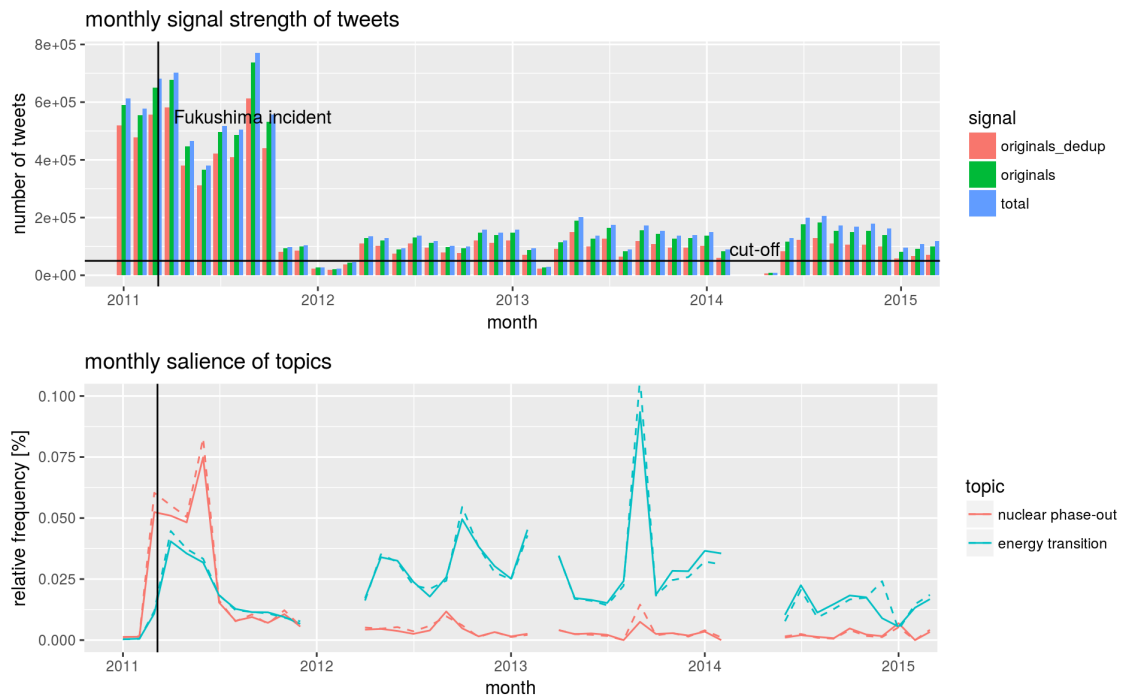 monthly signal strength of tweets
8e+05
6e+05
4e+05
2e+05
0e+00
number of tweets
Fukushima incident
cut-off
2011
2012
2013
2014
2015
month
signal
originals_dedup
originals
total
monthly salience of topics
0.100
0.075
0.050
0.025
0.000
relative frequency [%]
2011
2012
2013
2014
2015
month
topic
nuclear phase-out
energy transition